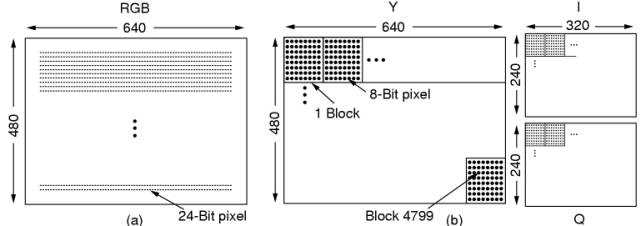 RGB
640
480
24-Bit pixel
(a)
Y
640
480
1 Block
8-Bit pixel
Block 4799
(b)
I
320
240
240
Q